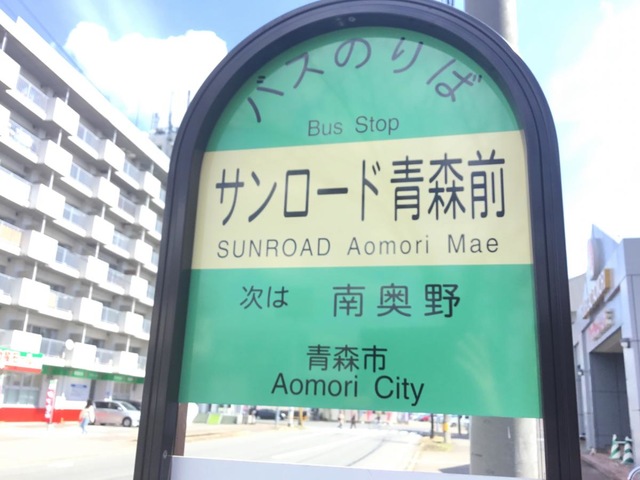 バスのりば
Bus Stop
サンロード青森前
SUNROAD Aomori Mae
次は 南奥野
青森市
Aomori City